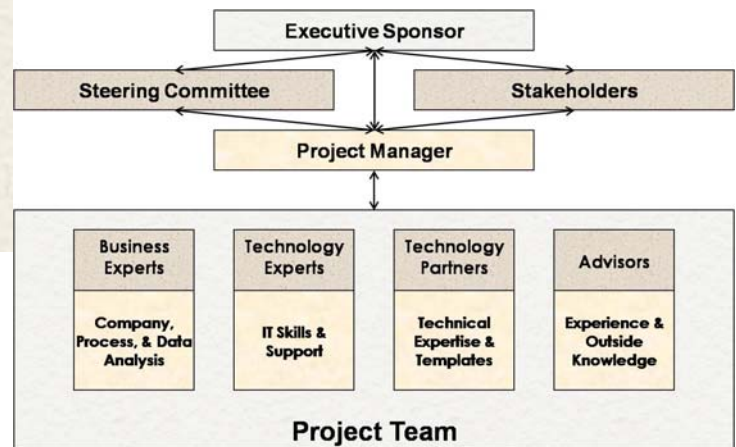 Executive Sponsor
Steering Committee
Stakeholders
Project Manager
Business
Experts
Company,
Process, & Data
Analysis
Technology
Experts
IT Skills &
Support
Technology
Partners
Technical
Expertise &
Templates
Advisors
Experience &
Outside
Knowledge
Project Team